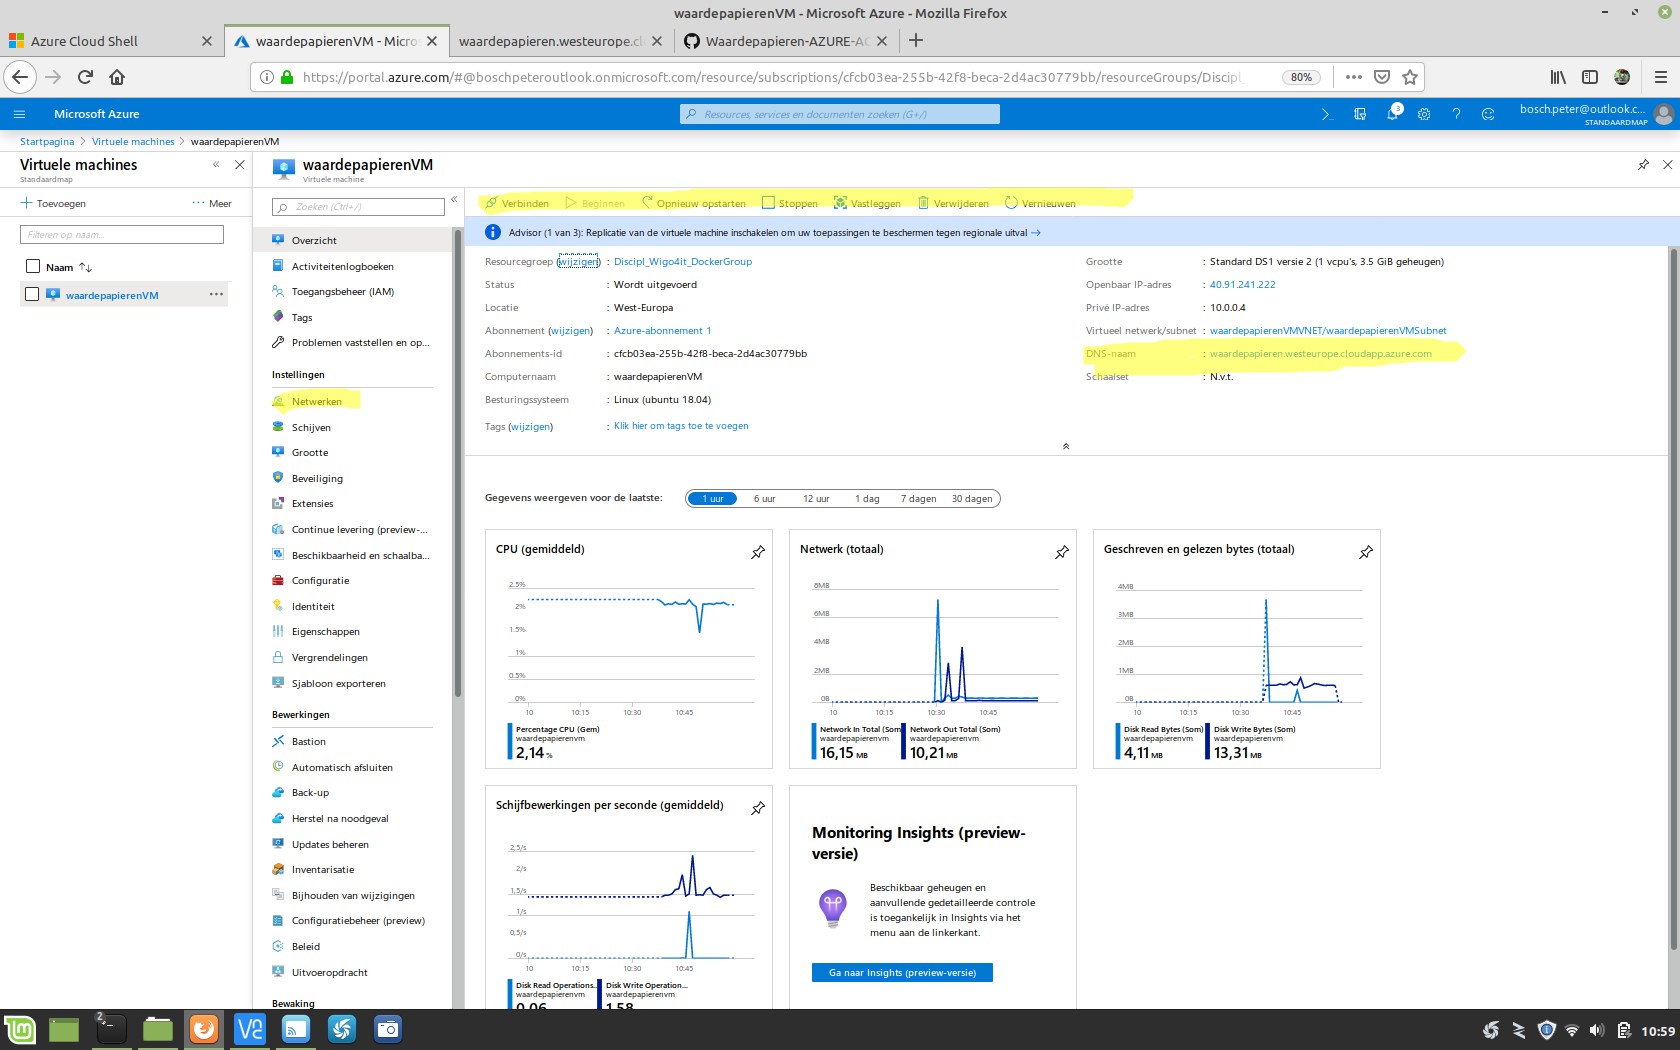 waardepapierenVM - Microsoft Azure - Mozilla Firefox
Azure Cloud Shell
waardepapierenVM - Micros
waardepapieren.westeurope.cl
Waardepapieren-AZURE-AC
https://portal.azure.com/#@boschpeteroutlook.onmicrosoft.com/resource/subscriptions/cfcb03ea-255b-42f8-beca-2d4ac30779bb/resourceGroups/Discipl_
80%
Microsoft Azure
Resources, services en documenten zoeken (G+/)
3
bosch.peter@outlook.c...
STANDAARDMAP
Startpagina > Virtuele machines > waardepapierenVM
Virtuele machines
Standaardmap
Toevoegen
··· Meer
Filteren op naam...
Naam ↑↓
waardepapierenVM
···
waardepapierenVM
Virtuele machine
Zoeken (Ctrl+/)
Overzicht
Activiteitenlogboeken
Toegangsbeheer (IAM)
Tags
Problemen vaststellen en op...
Instellingen
Netwerken
Schijven
Grootte
Beveiliging
Extensies
Continue levering (preview-...
Beschikbaarheid en schaalba...
Configuratie
Identiteit
Eigenschappen
Vergrendelingen
Sjabloon exporteren
Bewerkingen
Bastion
Automatisch afsluiten
Back-up
Herstel na noodgeval
Updates beheren
Inventarisatie
Bijhouden van wijzigingen
Configuratiebeheer (preview)
Beleid
Uitvoeropdracht
Bewaking
Verbinden
Beginnen
Opnieuw opstarten
Stoppen
Vastleggen
Verwijderen
Vernieuwen
Advisor (1 van 3): Replicatie van de virtuele machine inschakelen om uw toepassingen te beschermen tegen regionale uitval →
Resourcegroep (wijzigen) : Discipl_Wigo4it_DockerGroup
Status : Wordt uitgevoerd
Locatie : West-Europa
Abonnement (wijzigen) : Azure-abonnement 1
Abonnements-id : cfcb03ea-255b-42f8-beca-2d4ac30779bb
Computernaam : waardepapierenVM
Besturingssysteem : Linux (ubuntu 18.04)
Tags (wijzigen) : Klik hier om tags toe te voegen
Grootte : Standard DS1 versie 2 (1 vcpu's, 3.5 GiB geheugen)
Openbaar IP-adres : 40.91.241.222
Privé IP-adres : 10.0.0.4
Virtueel netwerk/subnet : waardepapierenVMVNET/waardepapierenVMSubnet
DNS-naam : waardepapieren.westeurope.cloudapp.azure.com
Schaalset : N.v.t.
Gegevens weergeven voor de laatste:
1 uur
6 uur
12 uur
1 dag
7 dagen
30 dagen
CPU (gemiddeld)
2.5%
2%
1.5%
1%
0.5%
0%
10
10:15
10:30
10:45
Percentage CPU (Gem)
waardepapierenvm
2,14 %
Netwerk (totaal)
8MB
6MB
4MB
2MB
0B
10
10:15
10:30
10:45
Network In Total (Som)
waardepapierenvm
16,15 MB
Network Out Total (Som)
waardepapierenvm
10,21 MB
Geschreven en gelezen bytes (totaal)
4MB
3MB
2MB
1MB
0B
10
10:15
10:30
10:45
Disk Read Bytes (Som)
waardepapierenvm
4,11 MB
Disk Write Bytes (Som)
waardepapierenvm
13,31 MB
Schijfbewerkingen per seconde (gemiddeld)
2,5/s
2/s
1,5/s
1/s
0,5/s
0/s
10
10:15
10:30
10:45
Disk Read Operations...
waardepapierenvm
0,06
Disk Write Operation...
waardepapierenvm
1,58
Monitoring Insights (preview-
versie)
Beschikbaar geheugen en
aanvullende gedetailleerde controle
is toegankelijk in Insights via het
menu aan de linkerkant.
Ga naar Insights (preview-versie)
2
10:59